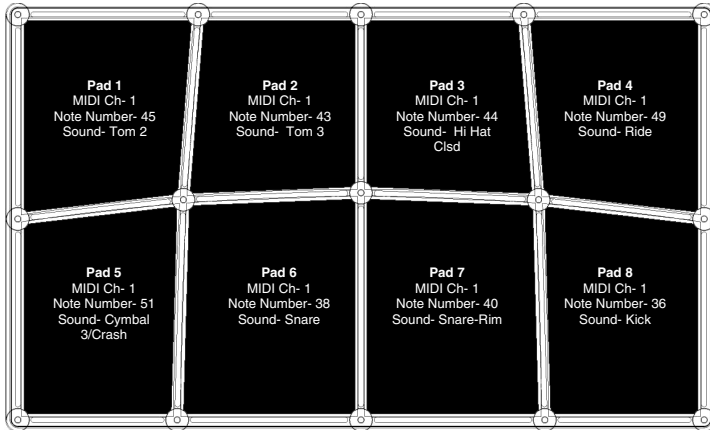 Pad 1
MIDI Ch- 1
Note Number- 45
Sound- Tom 2
Pad 2
MIDI Ch- 1
Note Number- 43
Sound- Tom 3
Pad 3
MIDI Ch- 1
Note Number- 44
Sound- Hi Hat
Clsd
Pad 4
MIDI Ch- 1
Note Number- 49
Sound- Ride
Pad 5
MIDI Ch- 1
Note Number- 51
Sound- Cymbal
3/Crash
Pad 6
MIDI Ch- 1
Note Number- 38
Sound- Snare
Pad 7
MIDI Ch- 1
Note Number- 40
Sound- Snare-Rim
Pad 8
MIDI Ch- 1
Note Number- 36
Sound- Kick